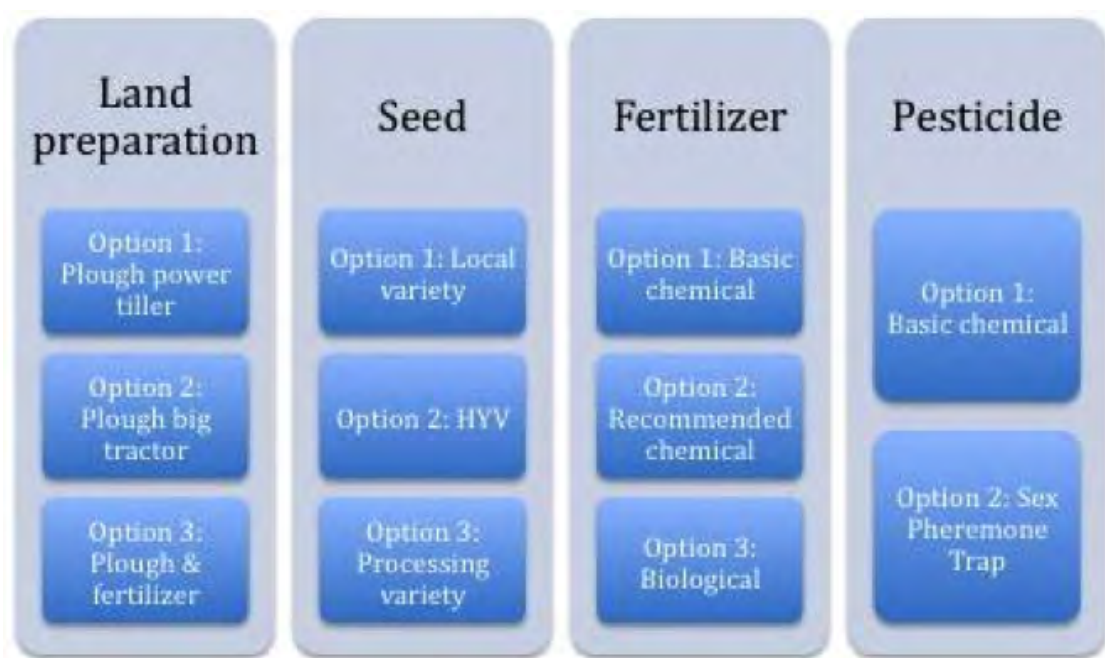 Land
preparation
Option 1:
Plough power
tiller
Option 2:
Plough big
tractor
Option 3:
Plough &
fertilizer
Seed
Option 1: Local
variety
Option 2: HYV
Option 3:
Processing
variety
Fertilizer
Option 1: Basic
chemical
Option 2:
Recommended
chemical
Option 3:
Biological
Pesticide
Option 1:
Basic chemical
Option 2: Sex
Pheremone
Trap